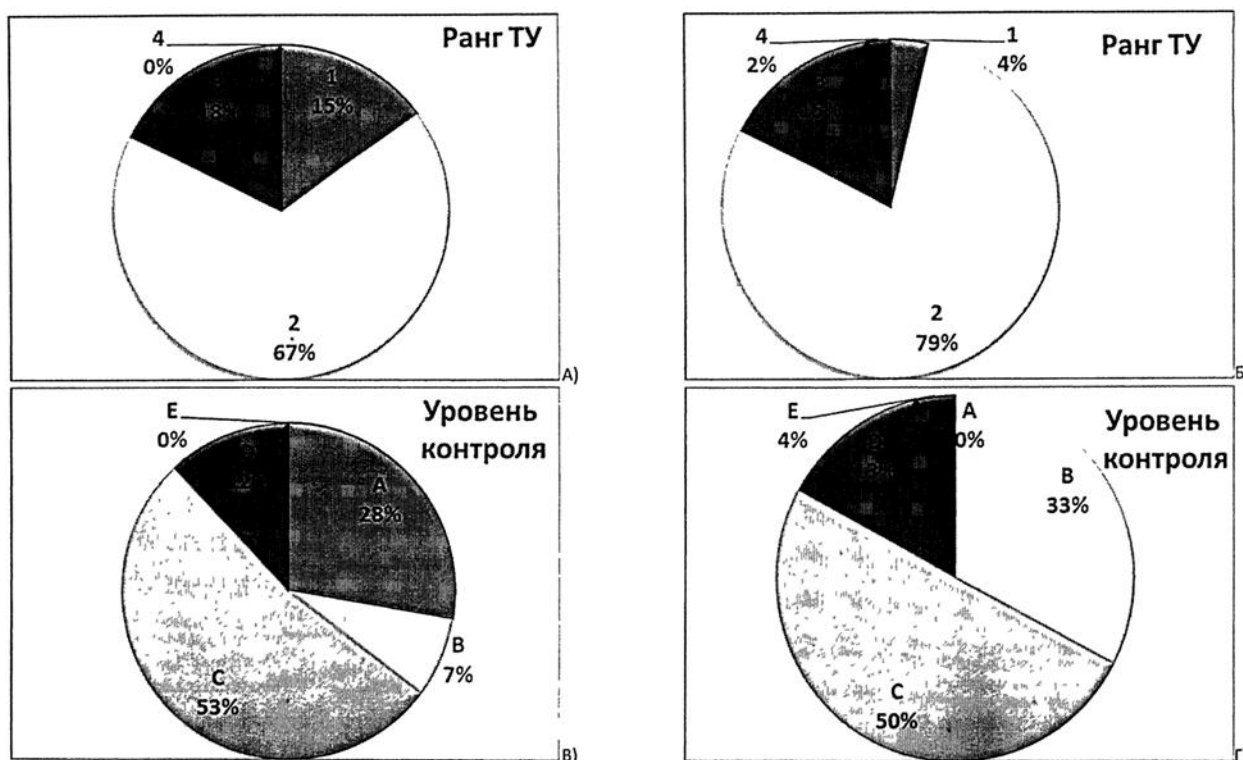 4
0%
1
15%
Ранг ТУ
2
67%
А)
4
2%
1
4%
Ранг ТУ
2
79%
Б
E
0%
A
28%
Уровень
контроля
B
7%
C
53%
В)
E
4%
A
0%
Уровень
контроля
B
33%
C
50%
Г